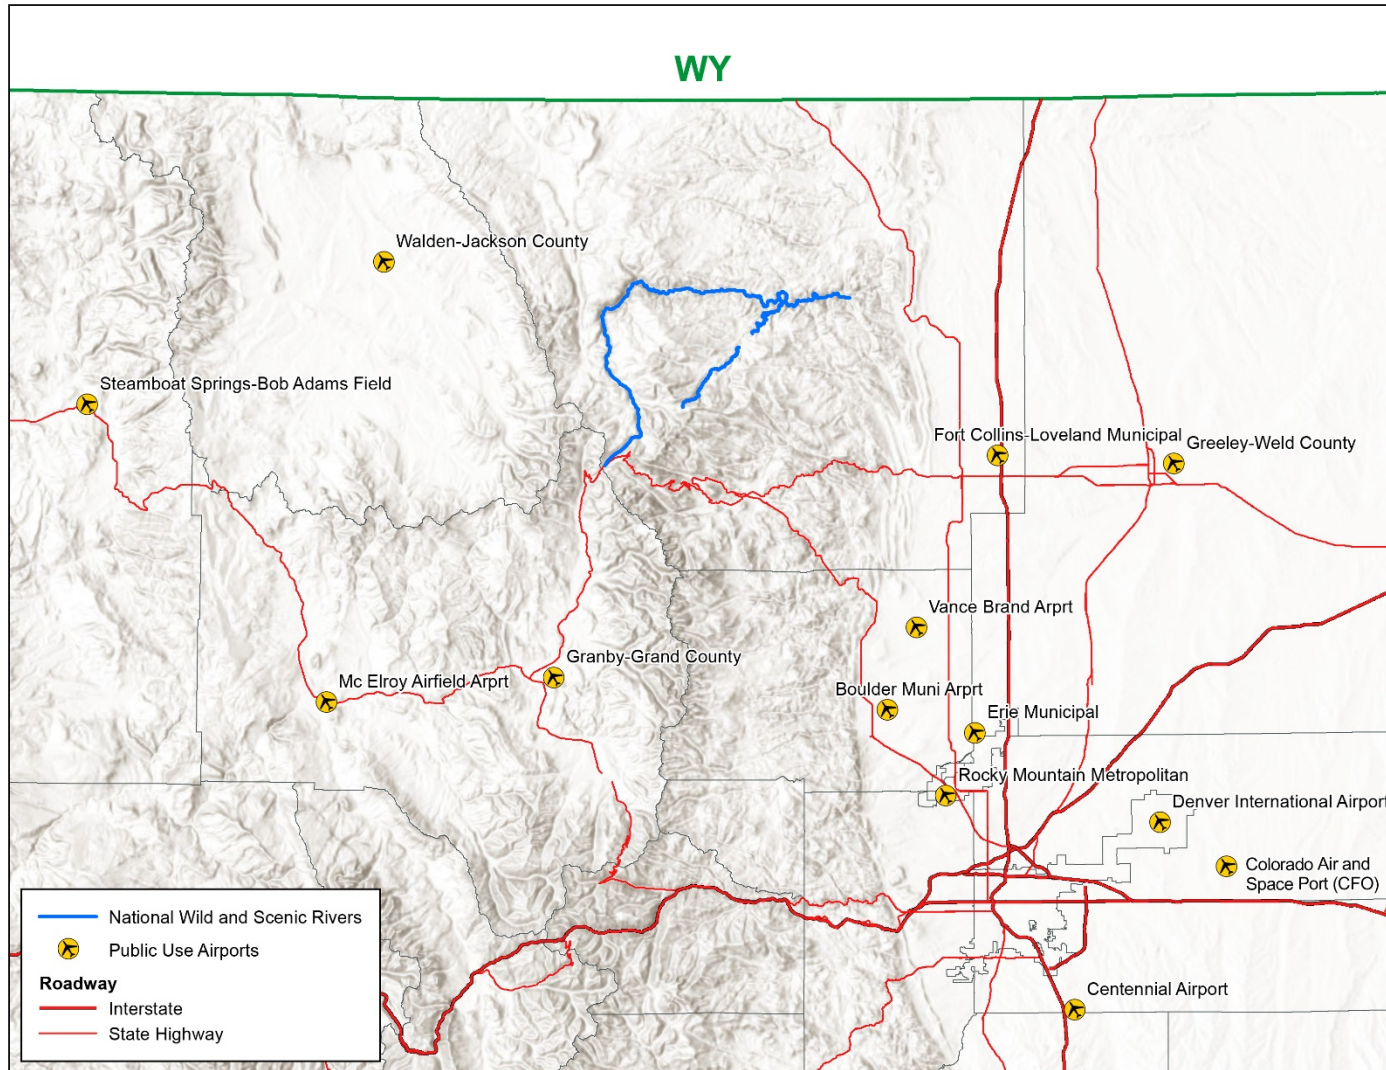 WY
Walden-Jackson County
Steamboat Springs-Bob Adams Field
Fort Collins-Loveland Municipal
Greeley-Weld County
Vance Brand Arprt
Granby-Grand County
Mc Elroy Airfield Arprt
Boulder Muni Arprt
Erie Municipal
Rocky Mountain Metropolitan
Denver International Airport
Colorado Air and
Space Port (CFO)
Centennial Airport
National Wild and Scenic Rivers
Public Use Airports
Roadway
Interstate
State Highway